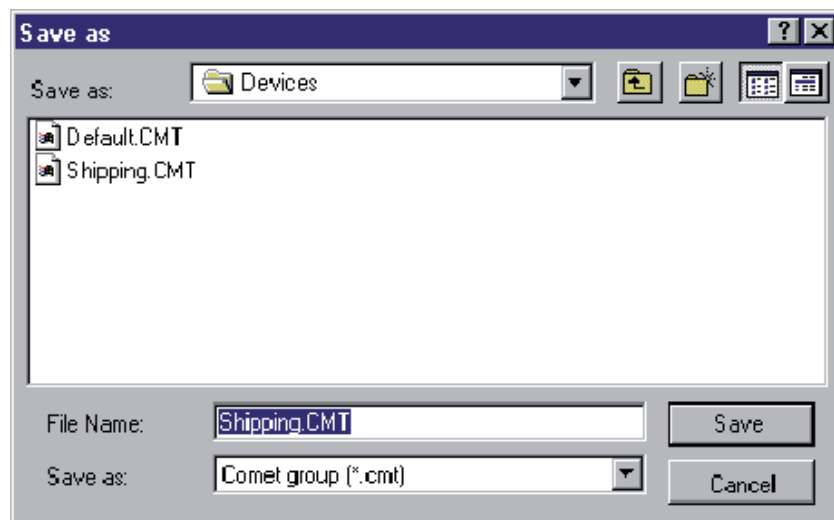 Save as
Save as: Devices
Default.CMT
Shipping.CMT
File Name: Shipping.CMT Save
Save as: Comet group (*.cmt) Cancel